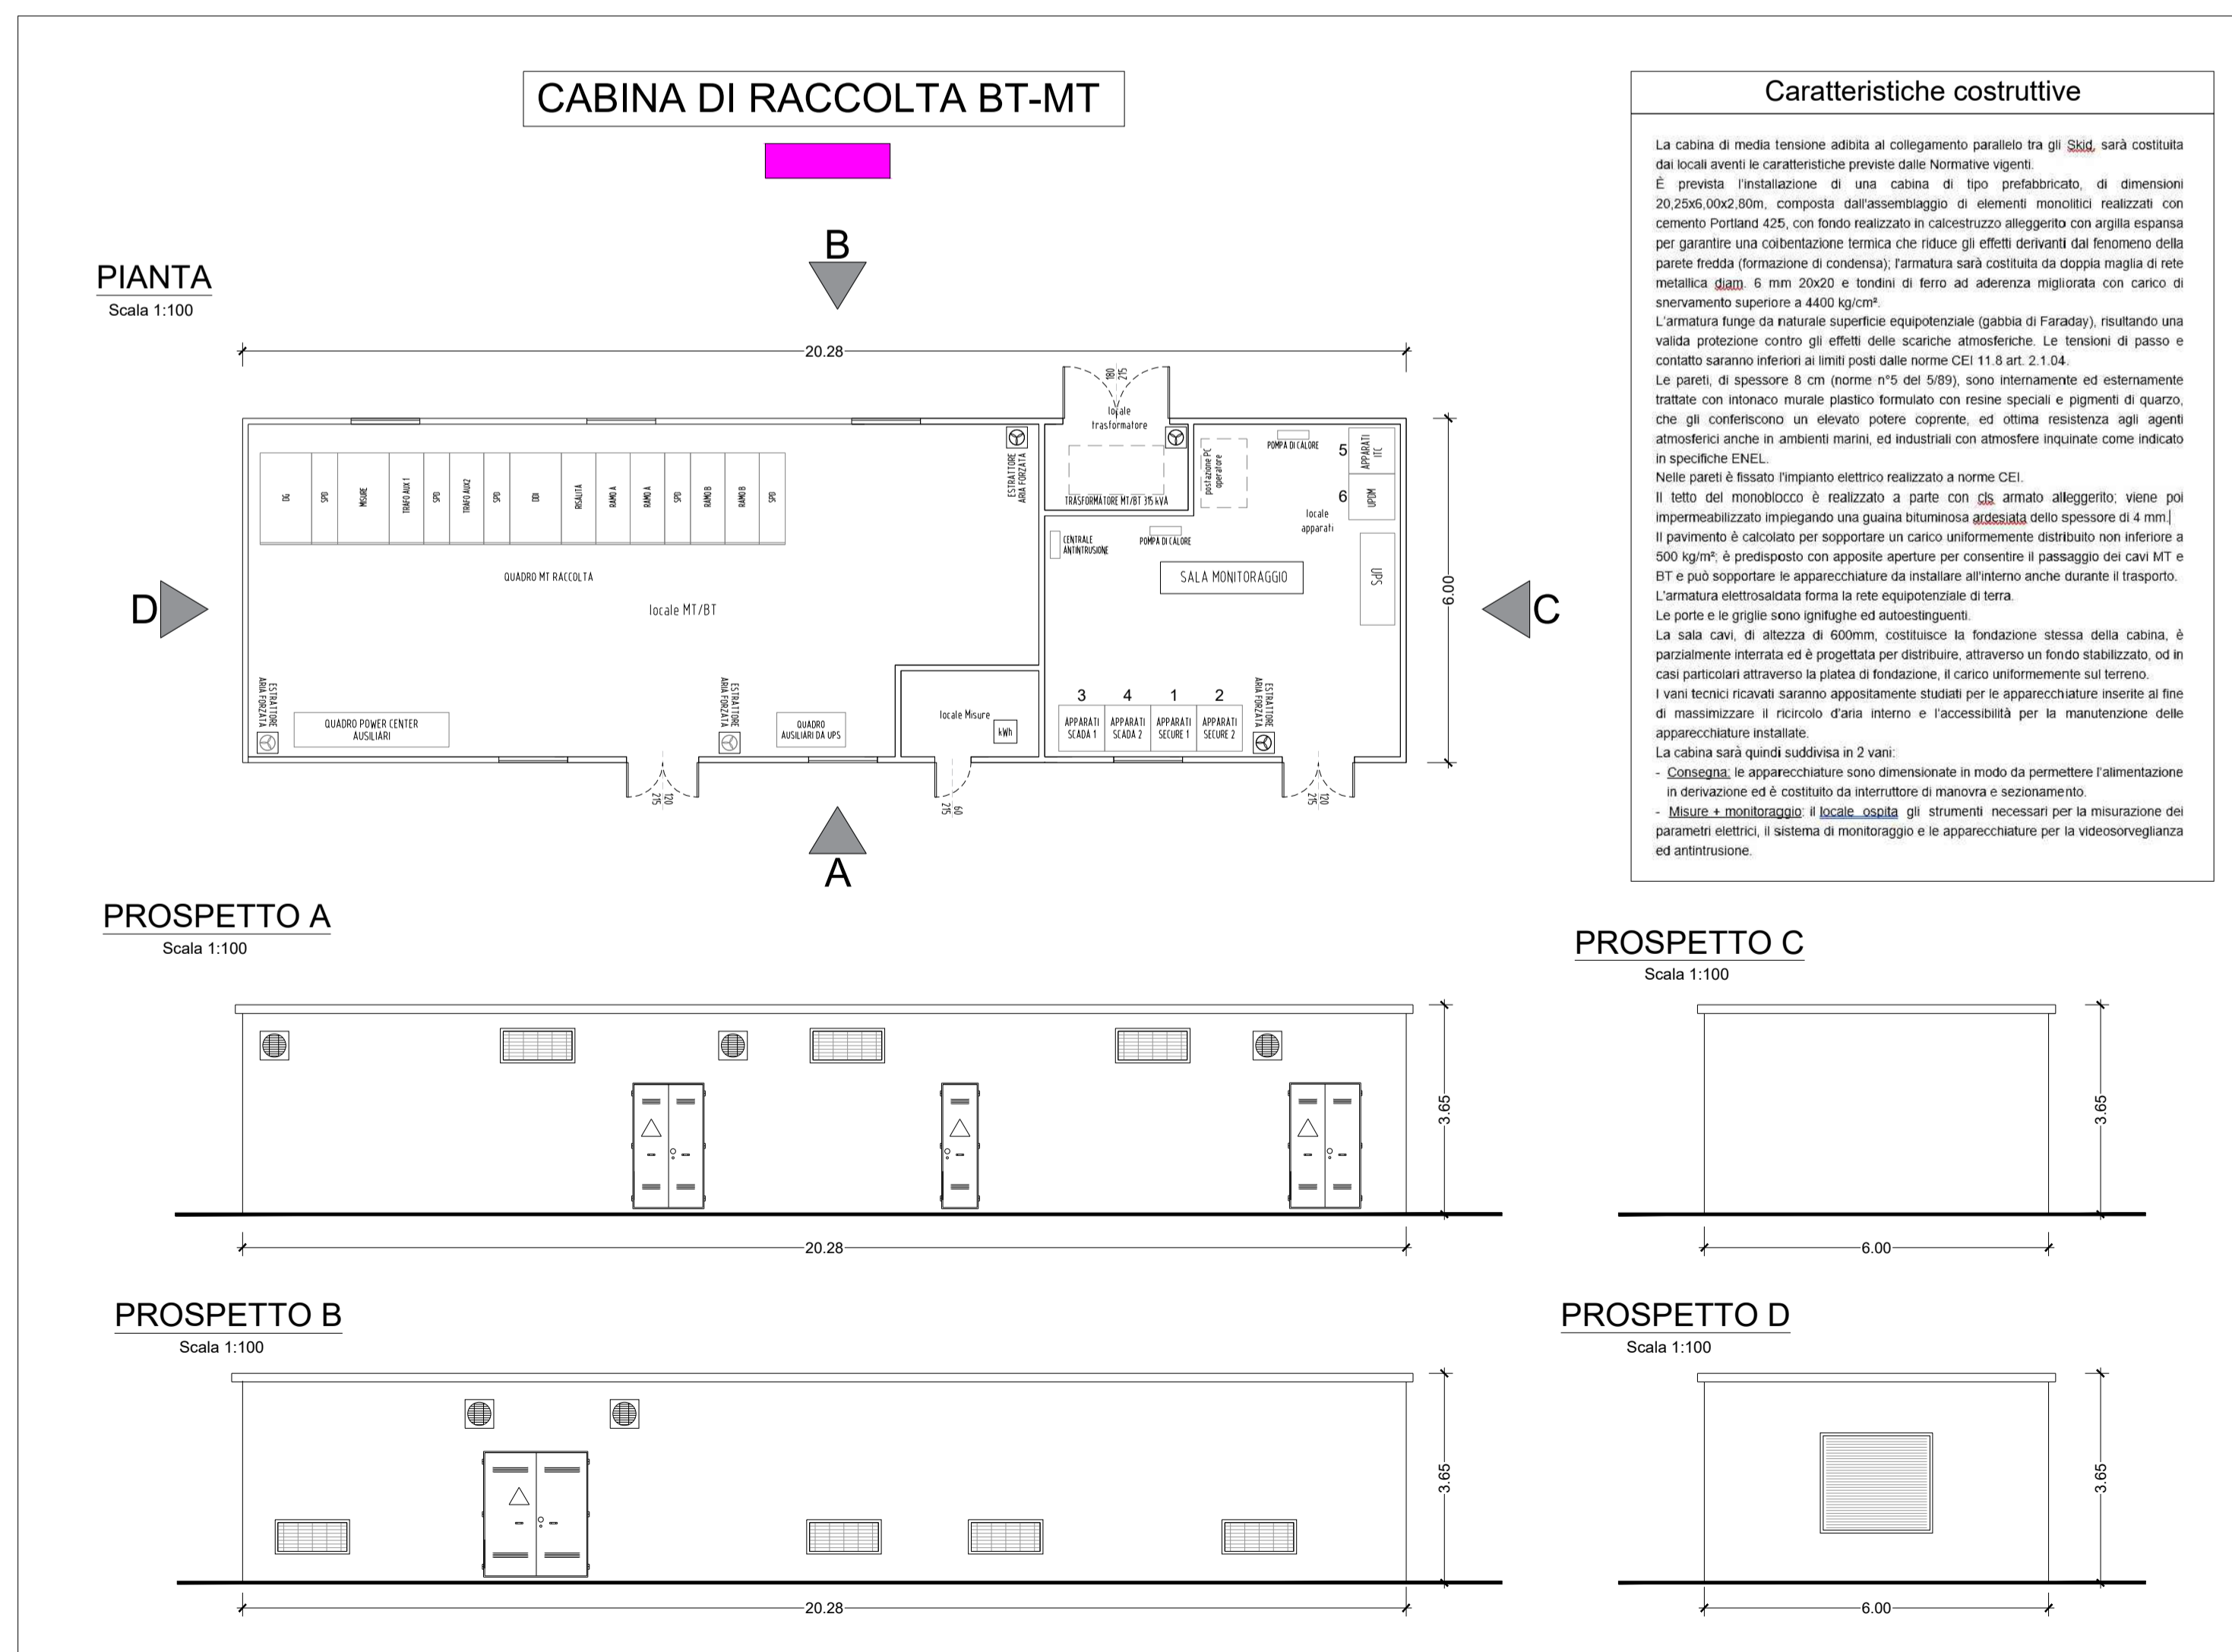 CABINA DI RACCOLTA BT-MT
PIANTA
Scala 1:100
B
20.28
180
215
locale
trasformatore
DG
SPD
MISURE
TRAFO AUX 1
SPD
TRAFO AUX2
SPD
DDI
RISALITA
RAMO A
RAMO A
SPD
RAMO B
RAMO B
SPD
ESTRATTORE
ARIA FORZATA
TRASFORMATORE MT/BT 315 kVA
postazione PC
operatore
POMPA DI CALORE
5
APPARATI
ITC
6
UPDM
locale
apparati
CENTRALE
ANTINTRUSIONE
POMPA DI CALORE
SALA MONITORAGGIO
UPS
QUADRO MT RACCOLTA
locale MT/BT
D
C
6.00
ESTRATTORE
ARIA FORZATA
QUADRO POWER CENTER
AUSILIARI
ESTRATTORE
ARIA FORZATA
QUADRO
AUSILIARI DA UPS
locale Misure
kWh
3
4
1
2
APPARATI
SCADA 1
APPARATI
SCADA 2
APPARATI
SECURE 1
APPARATI
SECURE 2
ESTRATTORE
ARIA FORZATA
120
215
60
215
120
215
A
Caratteristiche costruttive
La cabina di media tensione adibita al collegamento parallelo tra gli Skid, sarà costituita
dai locali aventi le caratteristiche previste dalle Normative vigenti.
È prevista l'installazione di una cabina di tipo prefabbricato, di dimensioni
20,25x6,00x2,80m, composta dall'assemblaggio di elementi monolitici realizzati con
cemento Portland 425, con fondo realizzato in calcestruzzo alleggerito con argilla espansa
per garantire una coibentazione termica che riduce gli effetti derivanti dal fenomeno della
parete fredda (formazione di condensa); l'armatura sarà costituita da doppia maglia di rete
metallica diam. 6 mm 20x20 e tondini di ferro ad aderenza migliorata con carico di
snervamento superiore a 4400 kg/cm².
L'armatura funge da naturale superficie equipotenziale (gabbia di Faraday), risultando una
valida protezione contro gli effetti delle scariche atmosferiche. Le tensioni di passo e
contatto saranno inferiori ai limiti posti dalle norme CEI 11.8 art. 2.1.04.
Le pareti, di spessore 8 cm (norme n°5 del 5/89), sono internamente ed esternamente
trattate con intonaco murale plastico formulato con resine speciali e pigmenti di quarzo,
che gli conferiscono un elevato potere coprente, ed ottima resistenza agli agenti
atmosferici anche in ambienti marini, ed industriali con atmosfere inquinate come indicato
in specifiche ENEL.
Nelle pareti è fissato l'impianto elettrico realizzato a norme CEI.
Il tetto del monoblocco è realizzato a parte con cls armato alleggerito; viene poi
impermeabilizzato impiegando una guaina bituminosa ardesiata dello spessore di 4 mm.
Il pavimento è calcolato per sopportare un carico uniformemente distribuito non inferiore a
500 kg/m²; è predisposto con apposite aperture per consentire il passaggio dei cavi MT e
BT e può sopportare le apparecchiature da installare all'interno anche durante il trasporto.
L'armatura elettrosaldata forma la rete equipotenziale di terra.
Le porte e le griglie sono ignifughe ed autoestinguenti.
La sala cavi, di altezza di 600mm, costituisce la fondazione stessa della cabina, è
parzialmente interrata ed è progettata per distribuire, attraverso un fondo stabilizzato, od in
casi particolari attraverso la platea di fondazione, il carico uniformemente sul terreno.
I vani tecnici ricavati saranno appositamente studiati per le apparecchiature inserite al fine
di massimizzare il ricircolo d'aria interno e l'accessibilità per la manutenzione delle
apparecchiature installate.
La cabina sarà quindi suddivisa in 2 vani:
- Consegna: le apparecchiature sono dimensionate in modo da permettere l'alimentazione
in derivazione ed è costituito da interruttore di manovra e sezionamento.
- Misure + monitoraggio: il locale ospita gli strumenti necessari per la misurazione dei
parametri elettrici, il sistema di monitoraggio e le apparecchiature per la videosorveglianza
ed antintrusione.
PROSPETTO A
Scala 1:100
3.65
20.28
PROSPETTO C
Scala 1:100
3.65
6.00
PROSPETTO B
Scala 1:100
3.65
20.28
PROSPETTO D
Scala 1:100
3.65
6.00